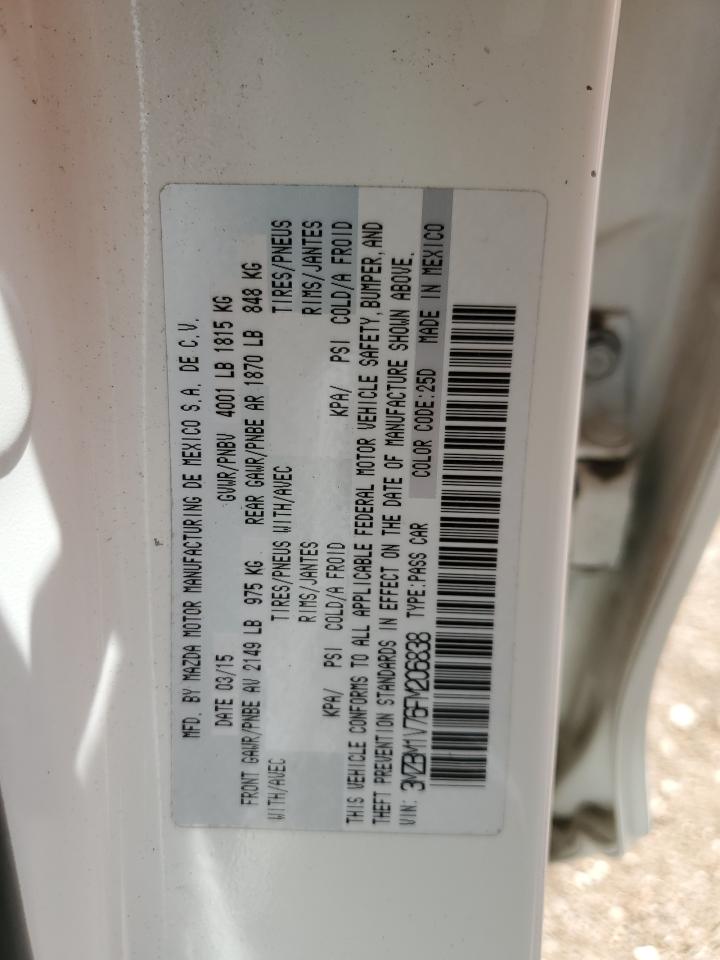 MFD. BY MAZDA MOTOR MANUFACTURING DE MEXICO S.A. DE C.V.
DATE 03/15 GVWR/PNBV 4001 LB 1815 KG
FRONT GAWR/PNBE AV 2149 LB 975 KG REAR GAWR/PNBE AR 1870 LB 848 KG
WITH/AVEC TIRES/PNEUS WITH/AVEC TIRES/PNEUS
RIMS/JANTES RIMS/JANTES
KPA/ PSI COLD/A FROID KPA/ PSI COLD/A FROID
THIS VEHICLE CONFORMS TO ALL APPLICABLE FEDERAL MOTOR VEHICLE SAFETY, BUMPER, AND
THEFT PREVENTION STANDARDS IN EFFECT ON THE DATE OF MANUFACTURE SHOWN ABOVE.
VIN: 3MZBM1V76FM206838 TYPE:PASS CAR COLOR CODE:25D MADE IN MEXICO